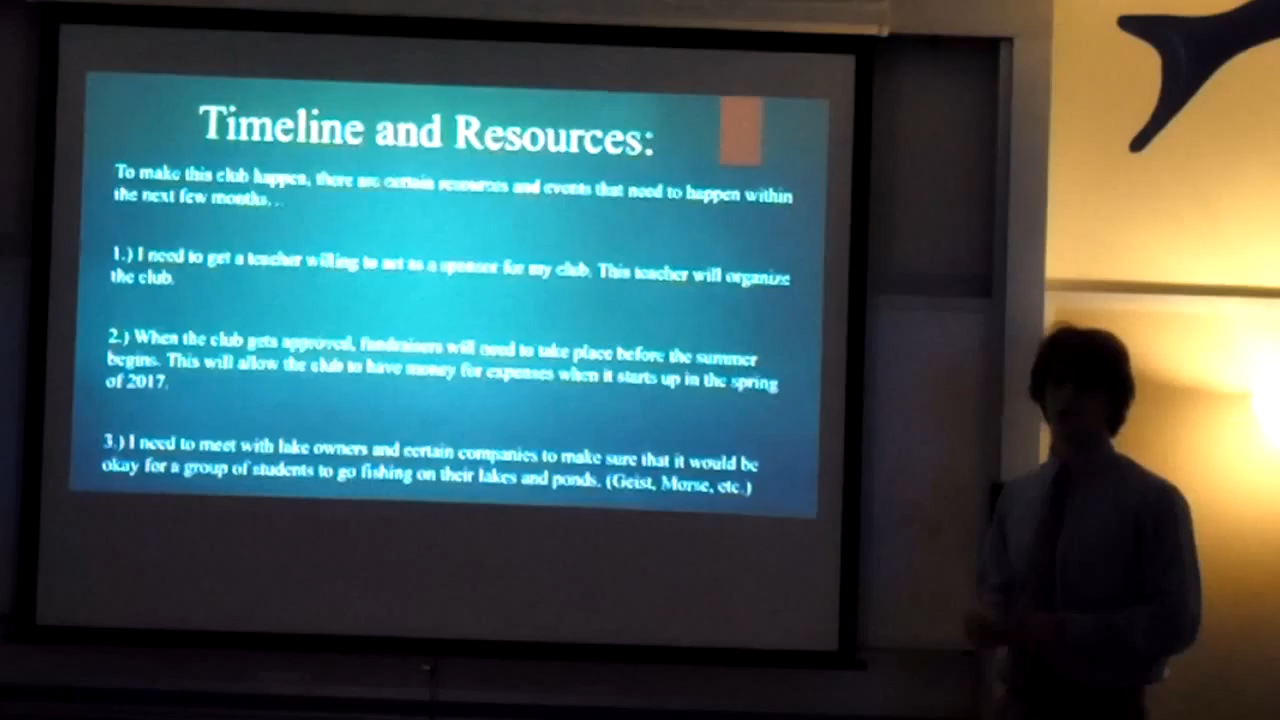 Timeline and Resources:
To make this club happen, there are certain resources and events that need to happen within
the next few months...
1.) I need to get a teacher willing to act as a sponsor for my club. This teacher will organize
the club.
2.) When the club gets approved, fundraisers will need to take place before the summer
begins. This will allow the club to have money for expenses when it starts up in the spring
of 2017.
3.) I need to meet with lake owners and certain companies to make sure that it would be
okay for a group of students to go fishing on their lakes and ponds. (Geist, Morse, etc.)